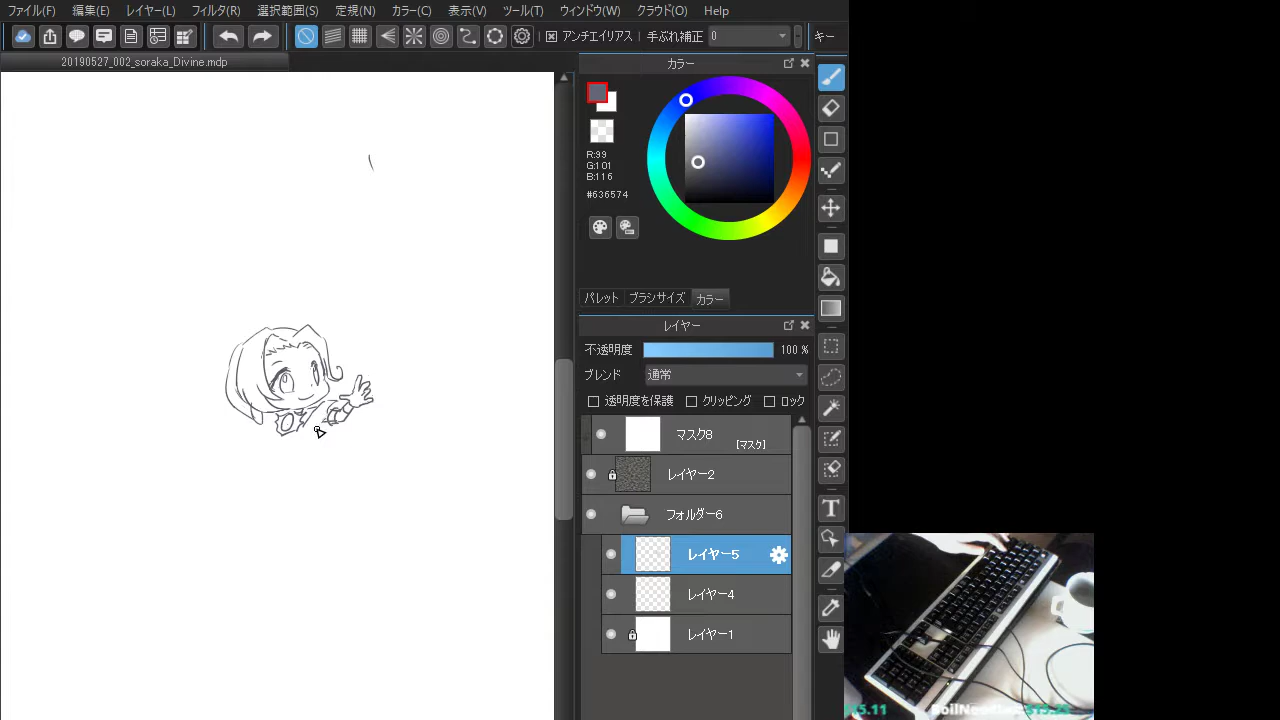 ファイル(F) 編集(E) レイヤー(L) フィルタ(R) 選択範囲(S) 定規(N) カラー(C) 表示(V) ツール(T) ウィンドウ(W) クラウド(O) Help
アンチエイリアス 手ぶれ補正 0 キー
20190527_002_soraka_Divine.mdp
カラー
R:99
G:101
B:116
#636574
パレット ブラシサイズ カラー
レイヤー
不透明度 100 %
ブレンド 通常
透明度を保護 クリッピング ロック
マスク8
[マスク]
レイヤー2
フォルダー6
レイヤー5
レイヤー4
レイヤー1
T